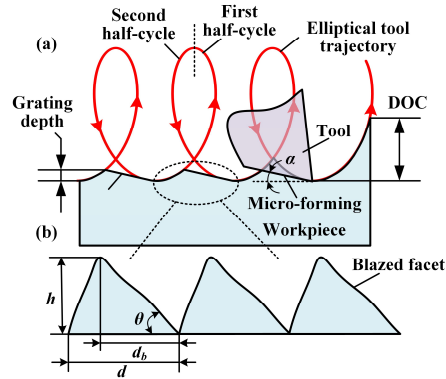 (a)
Second
half-cycle
First
half-cycle
Elliptical tool
trajectory
Grating
depth
DOC
Tool
α
Micro-forming
Workpiece
(b)
Blazed facet
h
θ
d_b
d